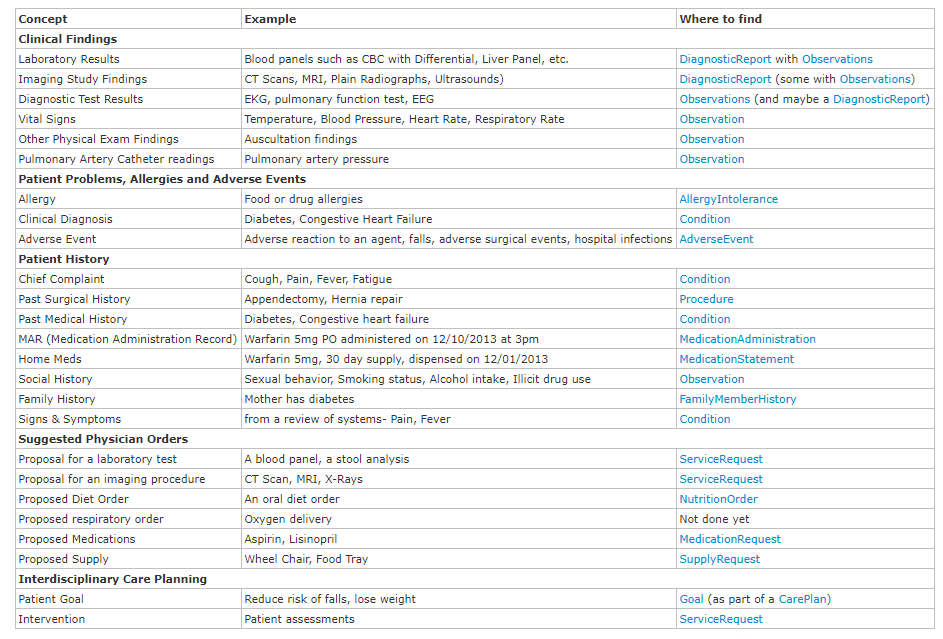 Concept Example Where to find
Clinical Findings
Laboratory Results Blood panels such as CBC with Differential, Liver Panel, etc. DiagnosticReport with Observations
Imaging Study Findings CT Scans, MRI, Plain Radiographs, Ultrasounds) DiagnosticReport (some with Observations)
Diagnostic Test Results EKG, pulmonary function test, EEG Observations (and maybe a DiagnosticReport)
Vital Signs Temperature, Blood Pressure, Heart Rate, Respiratory Rate Observation
Other Physical Exam Findings Auscultation findings Observation
Pulmonary Artery Catheter readings Pulmonary artery pressure Observation
Patient Problems, Allergies and Adverse Events
Allergy Food or drug allergies AllergyIntolerance
Clinical Diagnosis Diabetes, Congestive Heart Failure Condition
Adverse Event Adverse reaction to an agent, falls, adverse surgical events, hospital infections AdverseEvent
Patient History
Chief Complaint Cough, Pain, Fever, Fatigue Condition
Past Surgical History Appendectomy, Hernia repair Procedure
Past Medical History Diabetes, Congestive heart failure Condition
MAR (Medication Administration Record) Warfarin 5mg PO administered on 12/10/2013 at 3pm MedicationAdministration
Home Meds Warfarin 5mg, 30 day supply, dispensed on 12/01/2013 MedicationStatement
Social History Sexual behavior, Smoking status, Alcohol intake, Illicit drug use Observation
Family History Mother has diabetes FamilyMemberHistory
Signs & Symptoms from a review of systems- Pain, Fever Condition
Suggested Physician Orders
Proposal for a laboratory test A blood panel, a stool analysis ServiceRequest
Proposal for an imaging procedure CT Scan, MRI, X-Rays ServiceRequest
Proposed Diet Order An oral diet order NutritionOrder
Proposed respiratory order Oxygen delivery Not done yet
Proposed Medications Aspirin, Lisinopril MedicationRequest
Proposed Supply Wheel Chair, Food Tray SupplyRequest
Interdisciplinary Care Planning
Patient Goal Reduce risk of falls, lose weight Goal (as part of a CarePlan)
Intervention Patient assessments ServiceRequest